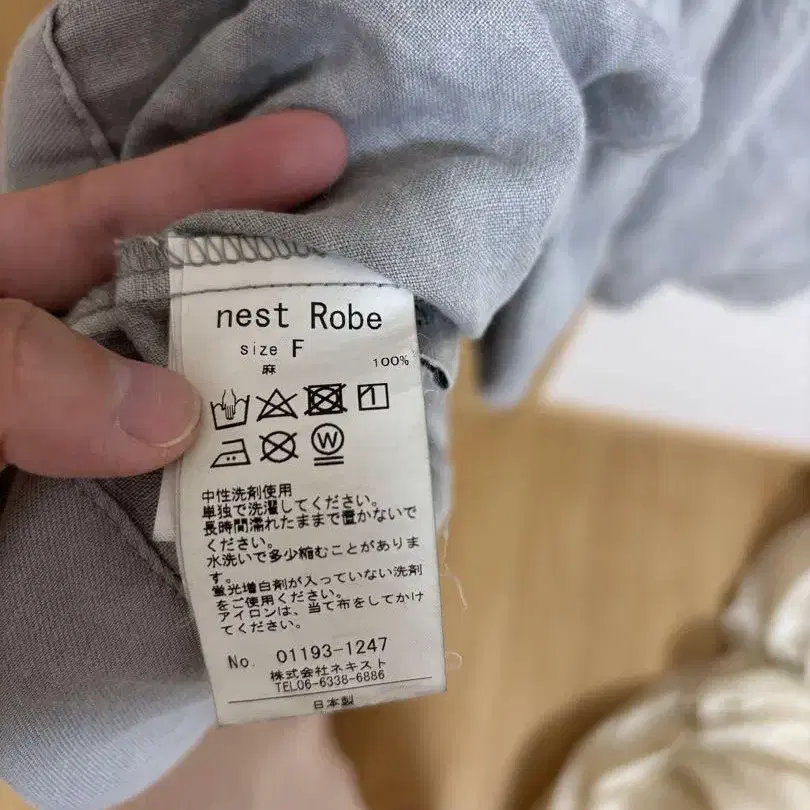 nest Robe
size F
麻 100%
W
中性洗剤使用
単独で洗濯してください。
長時間濡れたままで置かないで
ください。
水洗いで多少縮むことがありま
す。
蛍光増白剤が入っていない洗剤
をご使用ください。
アイロンは、当て布をしてかけ
てください。
No. 01193-1247
株式会社ネキスト
TEL06-6338-6886
日本製